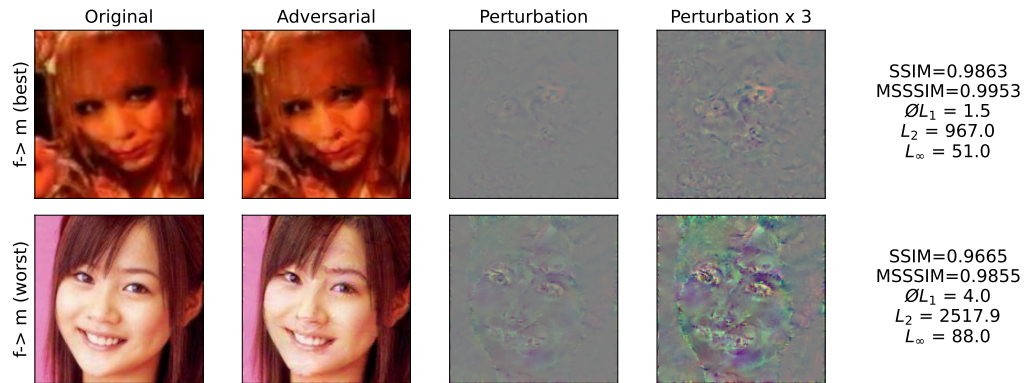 Original
Adversarial
Perturbation
Perturbation x 3
f-> m (best)
SSIM=0.9863
MSSSIM=0.9953
ØL₁ = 1.5
L₂ = 967.0
L∞ = 51.0
f-> m (worst)
SSIM=0.9665
MSSSIM=0.9855
ØL₁ = 4.0
L₂ = 2517.9
L∞ = 88.0